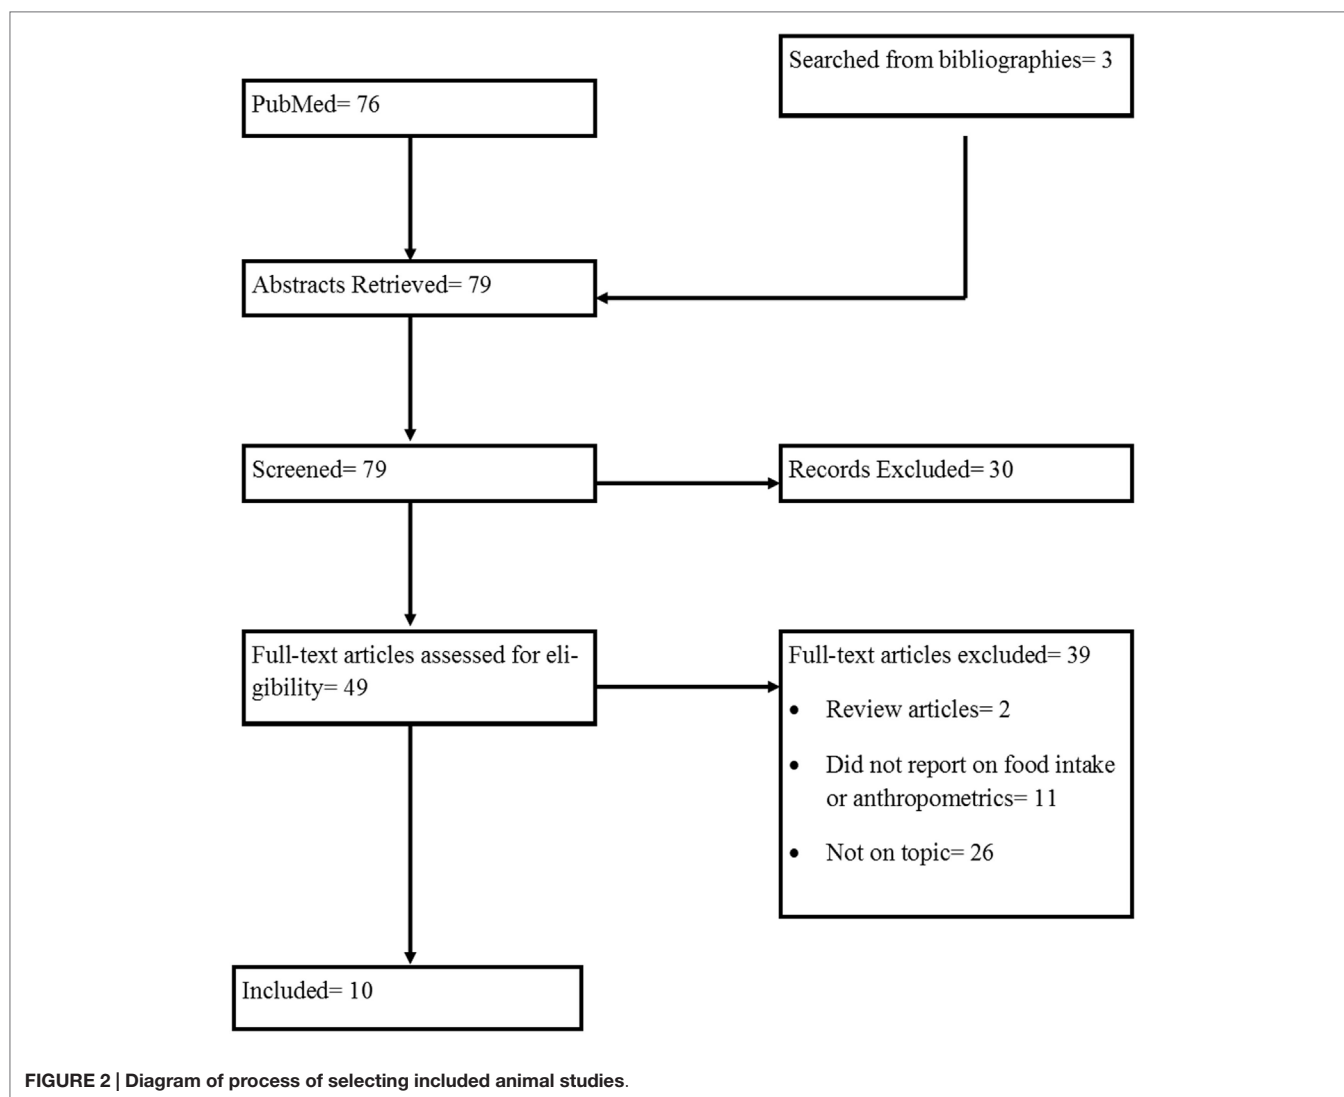 Searched from bibliographies= 3
PubMed= 76
Abstracts Retrieved= 79
Screened= 79
Records Excluded= 30
Full-text articles assessed for eli-
gibility= 49
Full-text articles excluded= 39
• Review articles= 2
• Did not report on food intake
or anthropometrics= 11
• Not on topic= 26
Included= 10
FIGURE 2 | Diagram of process of selecting included animal studies.